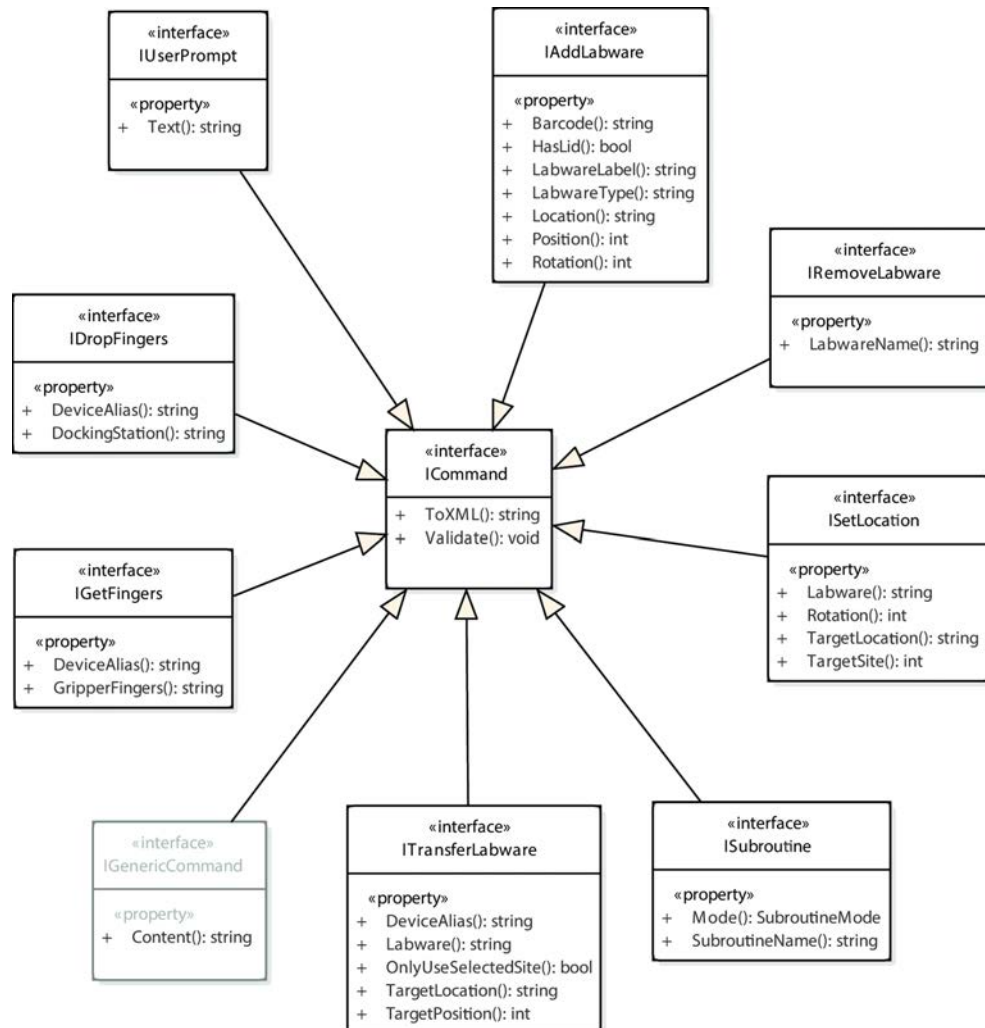 «interface»
IUserPrompt
«property»
+ Text(): string
«interface»
IAddLabware
«property»
+ Barcode(): string
+ HasLid(): bool
+ LabwareLabel(): string
+ LabwareType(): string
+ Location(): string
+ Position(): int
+ Rotation(): int
«interface»
IRemoveLabware
«property»
+ LabwareName(): string
«interface»
IDropFingers
«property»
+ DeviceAlias(): string
+ DockingStation(): string
«interface»
ICommand
+ ToXML(): string
+ Validate(): void
«interface»
ISetLocation
«property»
+ Labware(): string
+ Rotation(): int
+ TargetLocation(): string
+ TargetSite(): int
«interface»
IGetFingers
«property»
+ DeviceAlias(): string
+ GripperFingers(): string
«interface»
IGenericCommand
«property»
+ Content(): string
«interface»
ITransferLabware
«property»
+ DeviceAlias(): string
+ Labware(): string
+ OnlyUseSelectedSite(): bool
+ TargetLocation(): string
+ TargetPosition(): int
«interface»
ISubroutine
«property»
+ Mode(): SubroutineMode
+ SubroutineName(): string